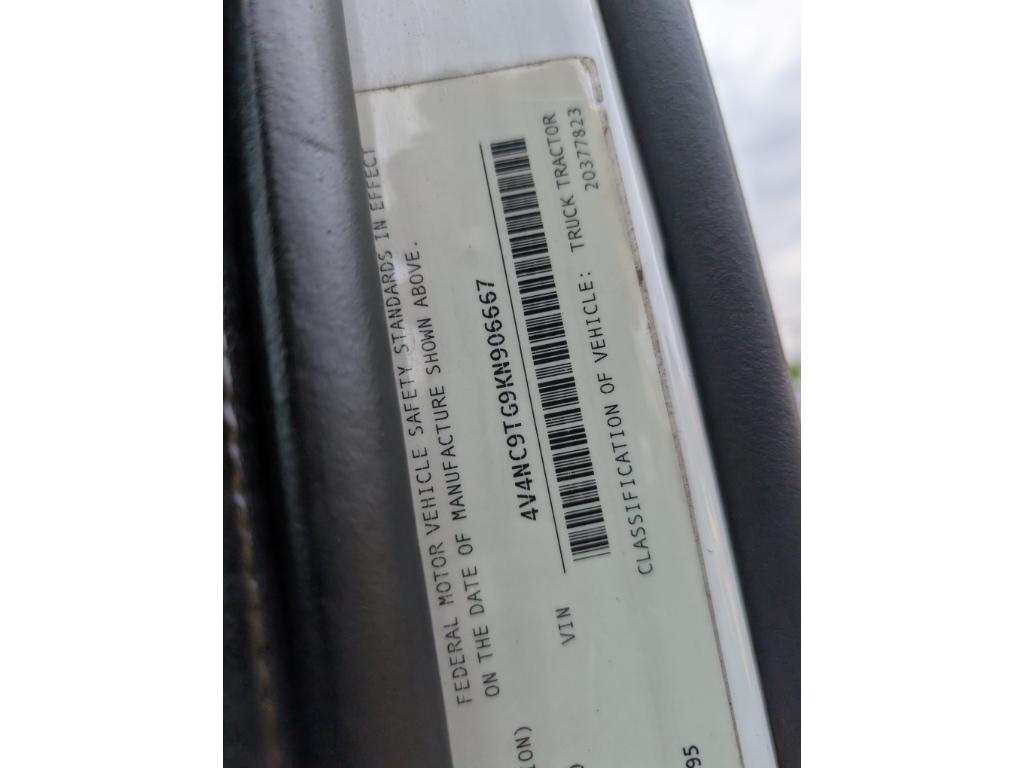 FEDERAL MOTOR VEHICLE SAFETY STANDARDS IN EFFECT
ON THE DATE OF MANUFACTURE SHOWN ABOVE.
ION)
4V4NC9TG9KN906667
VIN
CLASSIFICATION OF VEHICLE: TRUCK TRACTOR
20377823
95